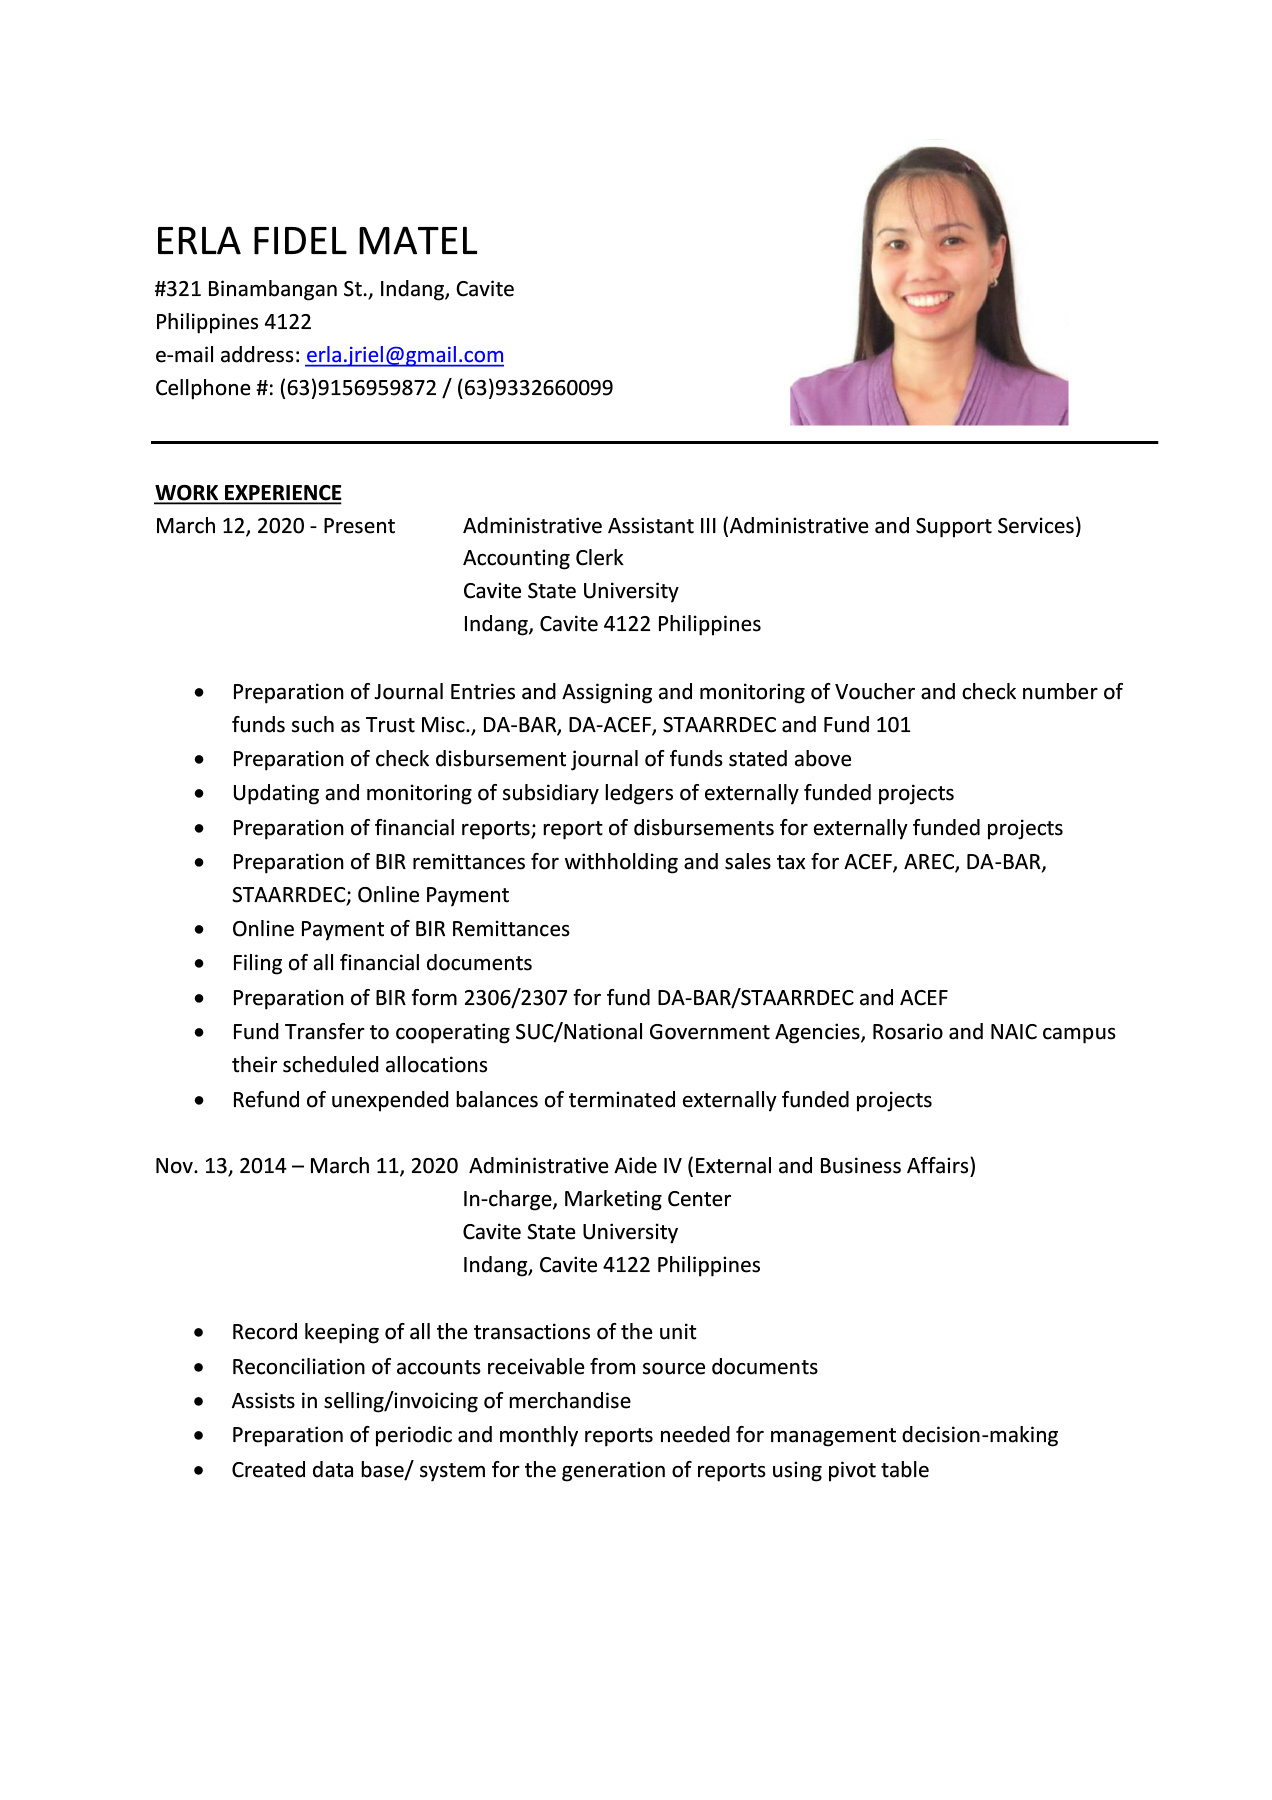 ERLA FIDEL MATEL
#321 Binambangan St., Indang, Cavite
Philippines 4122
e-mail address: erla.jriel@gmail.com
Cellphone #: (63)9156959872 / (63)9332660099
WORK EXPERIENCE
March 12, 2020 - Present Administrative Assistant III (Administrative and Support Services)
Accounting Clerk
Cavite State University
Indang, Cavite 4122 Philippines
• Preparation of Journal Entries and Assigning and monitoring of Voucher and check number of
funds such as Trust Misc., DA-BAR, DA-ACEF, STAARRDEC and Fund 101
• Preparation of check disbursement journal of funds stated above
• Updating and monitoring of subsidiary ledgers of externally funded projects
• Preparation of financial reports; report of disbursements for externally funded projects
• Preparation of BIR remittances for withholding and sales tax for ACEF, AREC, DA-BAR,
STAARRDEC; Online Payment
• Online Payment of BIR Remittances
• Filing of all financial documents
• Preparation of BIR form 2306/2307 for fund DA-BAR/STAARRDEC and ACEF
• Fund Transfer to cooperating SUC/National Government Agencies, Rosario and NAIC campus
their scheduled allocations
• Refund of unexpended balances of terminated externally funded projects
Nov. 13, 2014 – March 11, 2020 Administrative Aide IV (External and Business Affairs)
In-charge, Marketing Center
Cavite State University
Indang, Cavite 4122 Philippines
• Record keeping of all the transactions of the unit
• Reconciliation of accounts receivable from source documents
• Assists in selling/invoicing of merchandise
• Preparation of periodic and monthly reports needed for management decision-making
• Created data base/ system for the generation of reports using pivot table